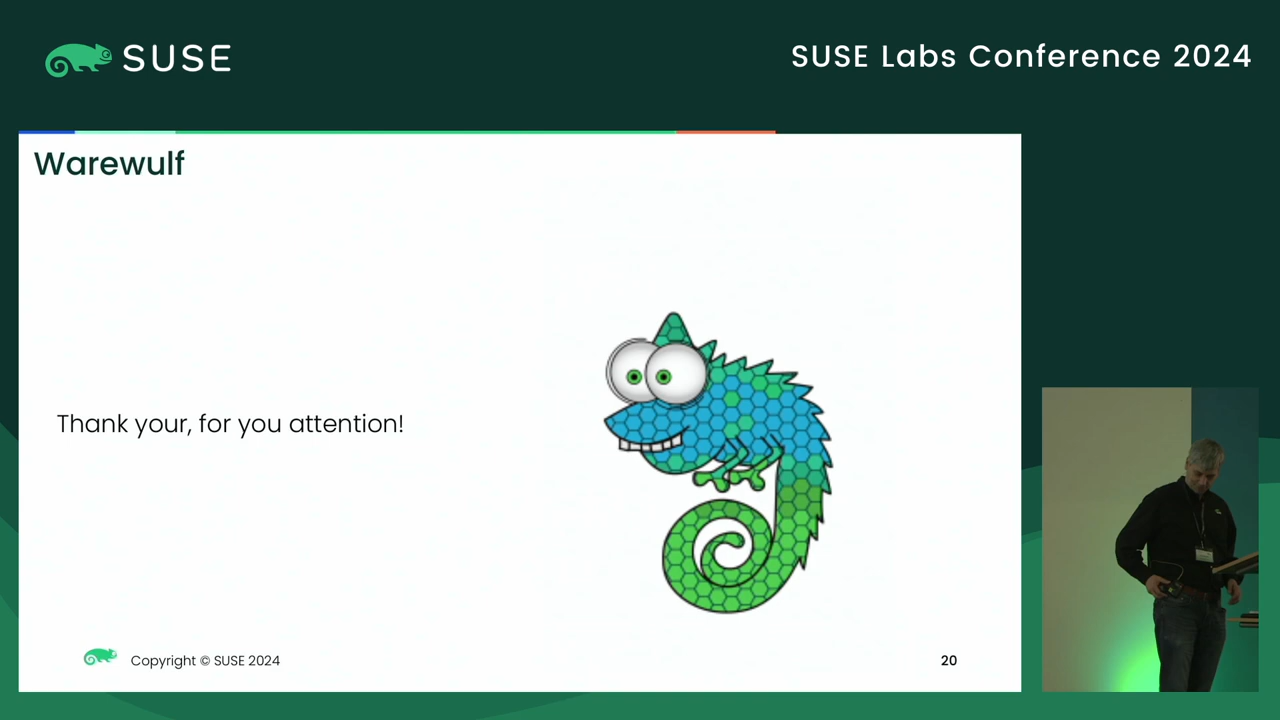 SUSE
SUSE Labs Conference 2024
Warewulf
Thank your, for you attention!
Copyright © SUSE 2024
20